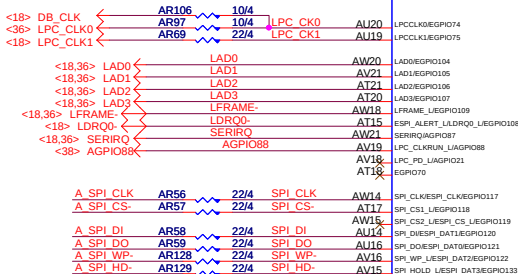 <18> DB_CLK AR106 10/4
<36> LPC_CLK0 AR97 10/4 LPC_CK0 AU20 LPCCLK0/EGPIO74
<18> LPC_CLK1 AR69 22/4 LPC_CK1 AU19 LPCCLK1/EGPIO75
<18,36> LAD0 LAD0 AW20 LAD0/EGPIO104
<18,36> LAD1 LAD1 AV21 LAD1/EGPIO105
<18,36> LAD2 LAD2 AT21 LAD2/EGPIO106
<18,36> LAD3 LAD3 AT20 LAD3/EGPIO107
<18,36> LFRAME- LFRAME- AW18 LFRAME_L/EGPIO109
<18> LDRQ0- LDRQ0- AT15 ESPI_ALERT_L/LDRQ0_L/EGPIO108
<18,36> SERIRQ SERIRQ AW21 SERIRQ/AGPIO87
<38> AGPIO88 AGPIO88 AV19 LPC_CLKRUN_L/AGPIO88
AV18 LPC_PD_L/AGPIO21
AT18 EGPIO70
A_SPI_CLK AR56 22/4 SPI_CLK AW14 SPI_CLK/ESPI_CLK/EGPIO117
A_SPI_CS- AR57 22/4 SPI_CS- AT17 SPI_CS1_L/EGPIO118
AW15 SPI_CS2_L/ESPI_CS_L/EGPIO119
A_SPI_DI AR58 22/4 SPI_DI AU14 SPI_DI/ESPI_DAT1/EGPIO120
A_SPI_DO AR59 22/4 SPI_DO AU16 SPI_DO/ESPI_DAT0/EGPIO121
A_SPI_WP- AR128 22/4 SPI_WP- AV16 SPI_WP_L/ESPI_DAT2/EGPIO122
A_SPI_HD- AR129 22/4 SPI_HD- AV15 SPI_HOLD_L/ESPI_DAT3/EGPIO133